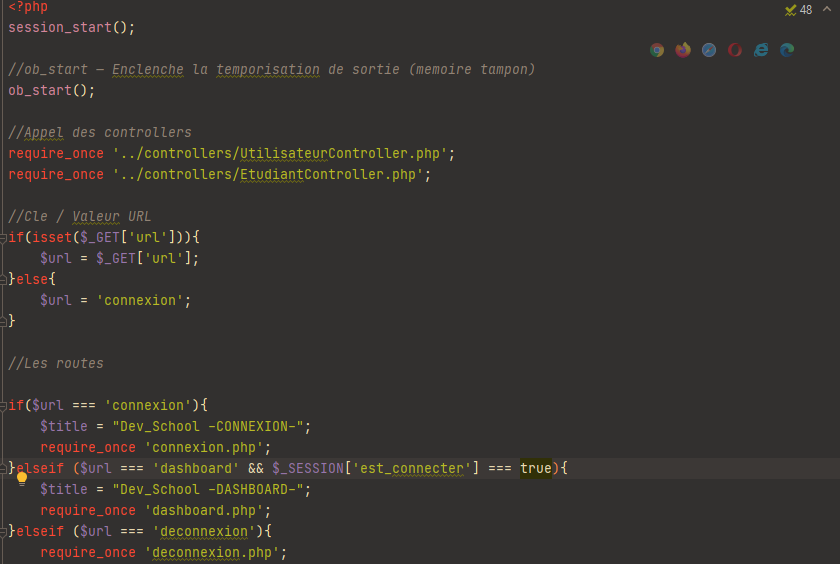 <?php
48
session_start();
//ob_start — Enclenche la temporisation de sortie (memoire tampon)
ob_start();
//Appel des controllers
require_once '../controllers/UtilisateurController.php';
require_once '../controllers/EtudiantController.php';
//Cle / Valeur URL
if(isset($_GET['url'])){
$url = $_GET['url'];
}else{
$url = 'connexion';
}
//Les routes
if($url === 'connexion'){
$title = "Dev_School -CONNEXION-";
require_once 'connexion.php';
}elseif ($url === 'dashboard' && $_SESSION['est_connecter'] === true){
$title = "Dev_School -DASHBOARD-";
require_once 'dashboard.php';
}elseif ($url === 'deconnexion'){
require_once 'deconnexion.php';